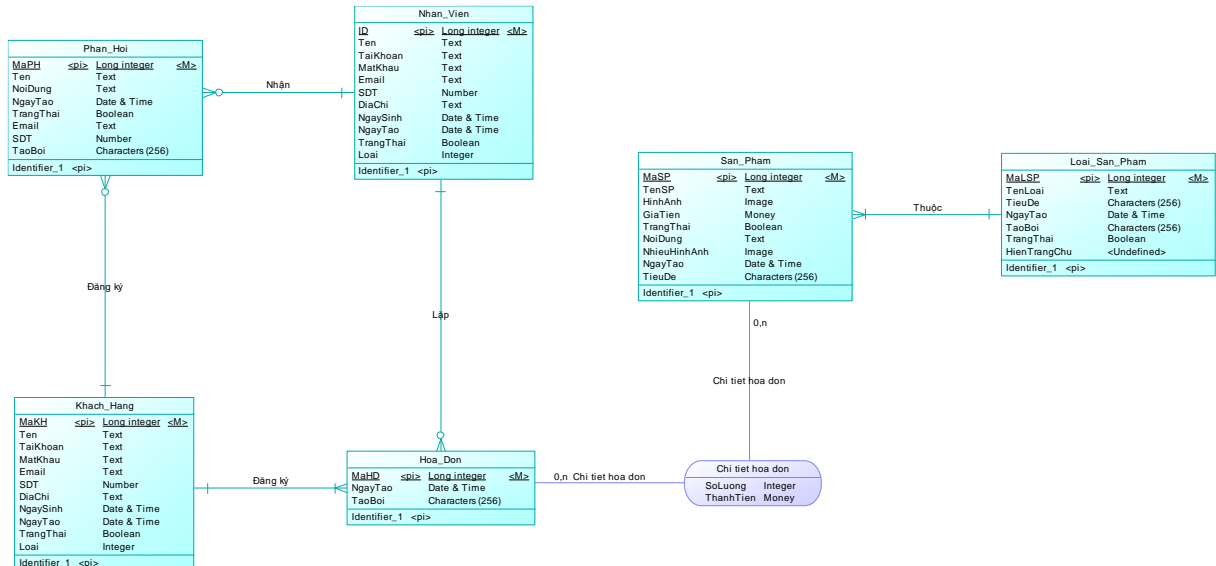 Nhan_Vien
ID <pi> Long integer <M>
Ten Text
TaiKhoan Text
MatKhau Text
Email Text
SDT Number
DiaChi Text
NgaySinh Date & Time
NgayTao Date & Time
TrangThai Boolean
Loai Integer
Identifier_1 <pi>
Phan_Hoi
MaPH <pi> Long integer <M>
Ten Text
NoiDung Text
NgayTao Date & Time
TrangThai Boolean
Email Text
SDT Number
TaoBoi Characters (256)
Identifier_1 <pi>
Nhận
San_Pham
MaSP <pi> Long integer <M>
TenSP Text
HinhAnh Image
GiaTien Money
TrangThai Boolean
NoiDung Text
NhieuHinhAnh Image
NgayTao Date & Time
TieuDe Characters (256)
Identifier_1 <pi>
Thuộc
Loai_San_Pham
MaLSP <pi> Long integer <M>
TenLoai Text
TieuDe Characters (256)
NgayTao Date & Time
TaoBoi Characters (256)
TrangThai Boolean
HienTrangChu <Undefined>
Identifier_1 <pi>
Đăng ký
Lập
0,n
Chi tiet hoa don
Khach_Hang
MaKH <pi> Long integer <M>
Ten Text
TaiKhoan Text
MatKhau Text
Email Text
SDT Number
DiaChi Text
NgaySinh Date & Time
NgayTao Date & Time
TrangThai Boolean
Loai Integer
Identifier_1 <pi>
Đăng ký
Hoa_Don
MaHD <pi> Long integer <M>
NgayTao Date & Time
TaoBoi Characters (256)
Identifier_1 <pi>
0,n Chi tiet hoa don
Chi tiet hoa don
SoLuong Integer
ThanhTien Money